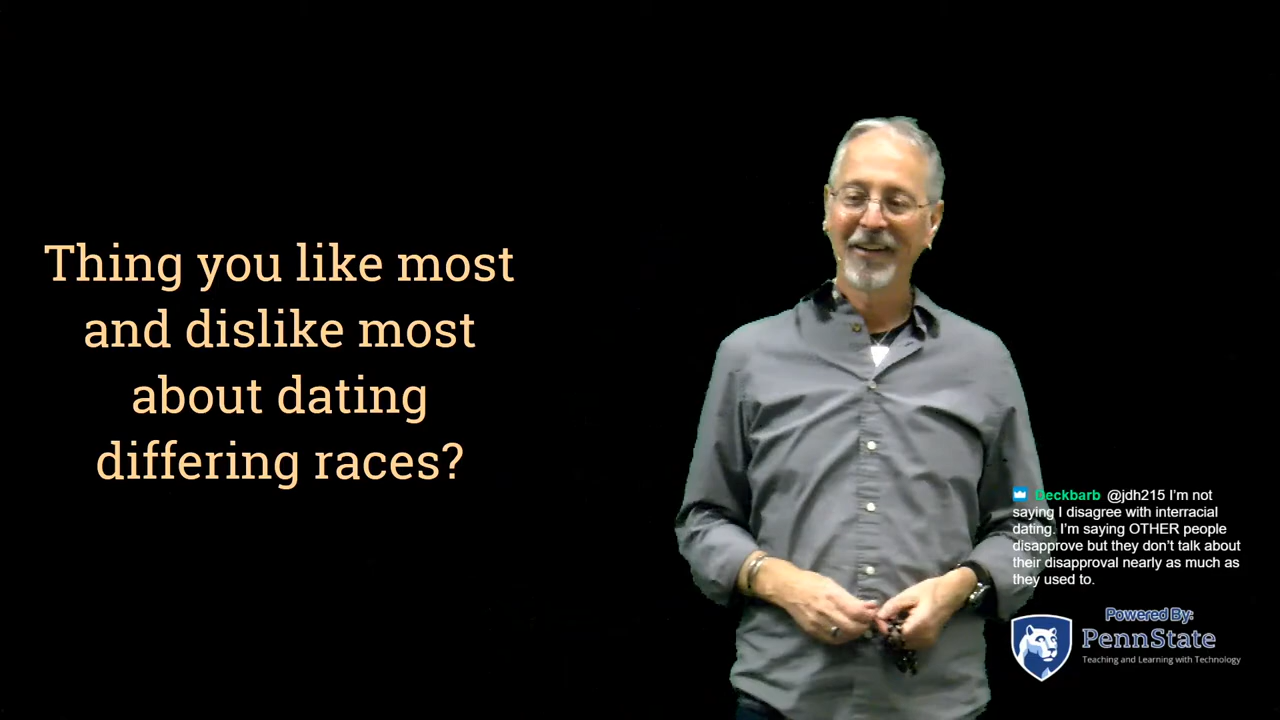 Thing you like most
and dislike most
about dating
differing races?
Deckbarb @jdh215 I'm not
saying I disagree with interracial
dating. I'm saying OTHER people
disapprove but they don't talk about
their disapproval nearly as much as
they used to.
Powered By:
PennState
Teaching and Learning with Technology